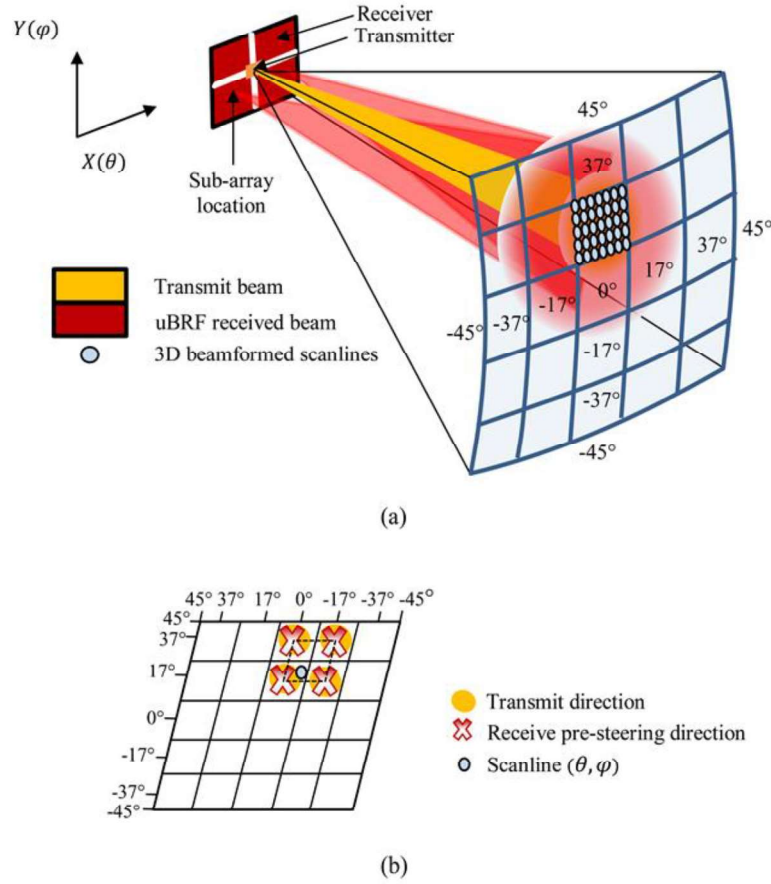 Y(φ)
X(θ)
Receiver
Transmitter
Sub-array
location
45°
37°
45°
37°
17°
0°
-17°
-37°
-45°
-17°
-37°
-45°
Transmit beam
uBRF received beam
3D beamformed scanlines
(a)
45° 37° 17° 0° -17° -37° -45°
45°
37°
17°
0°
-17°
-37°
-45°
Transmit direction
Receive pre-steering direction
Scanline (θ, φ)
(b)